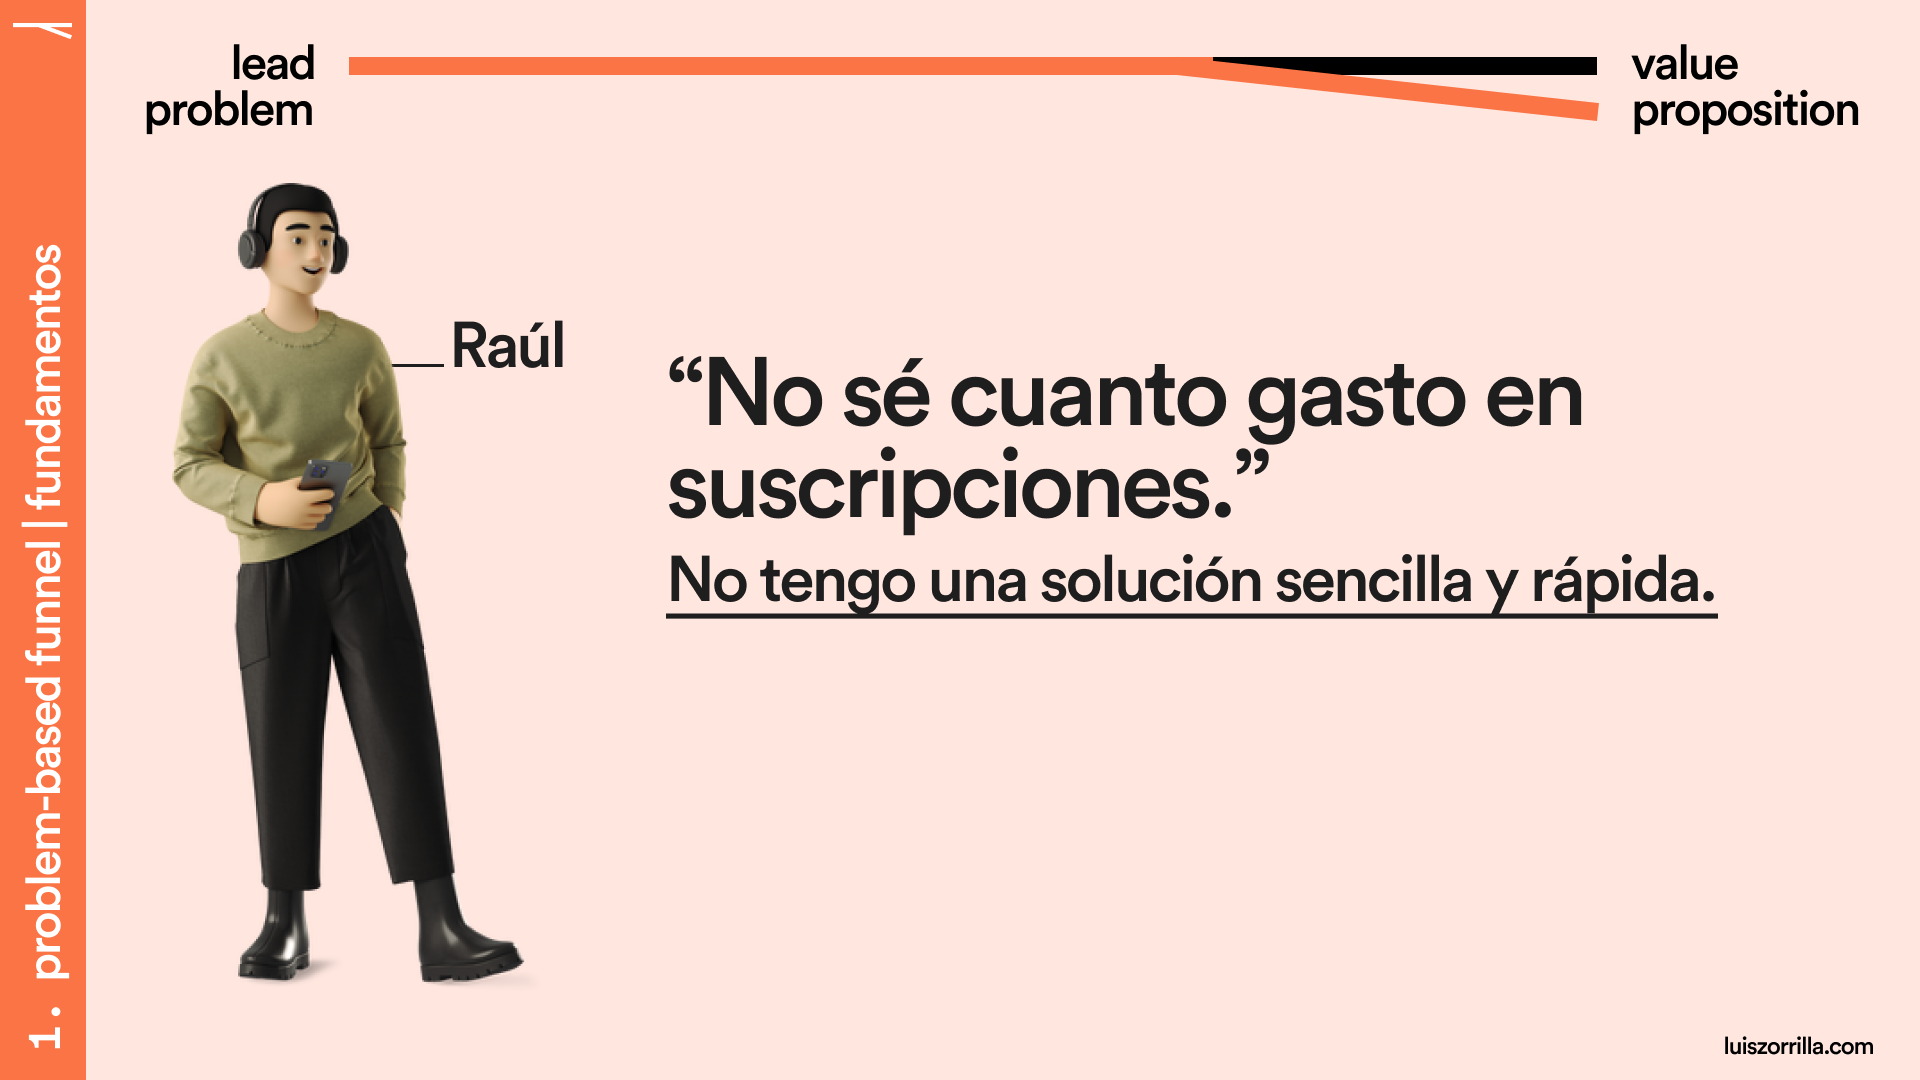 lead
problem
value
proposition
Raúl
“No sé cuanto gasto en
suscripciones.”
No tengo una solución sencilla y rápida.
1. problem-based funnel | fundamentos
luiszorrilla.com